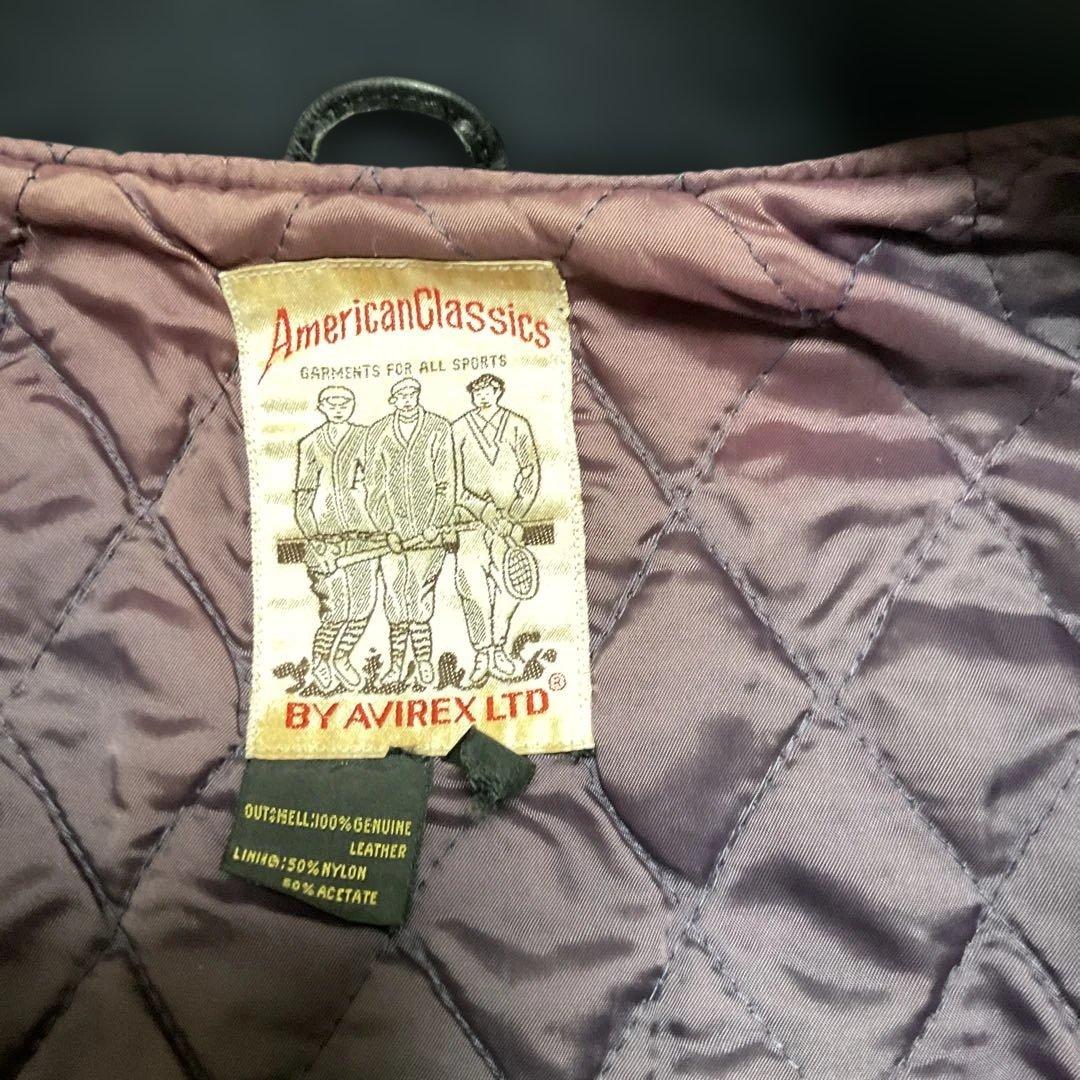 AmericanClassics
GARMENTS FOR ALL SPORTS
BY AVIREX LTD®
OUTSHELL:100%GENUINE
LEATHER
LINING:50%NYLON
50% ACETATE